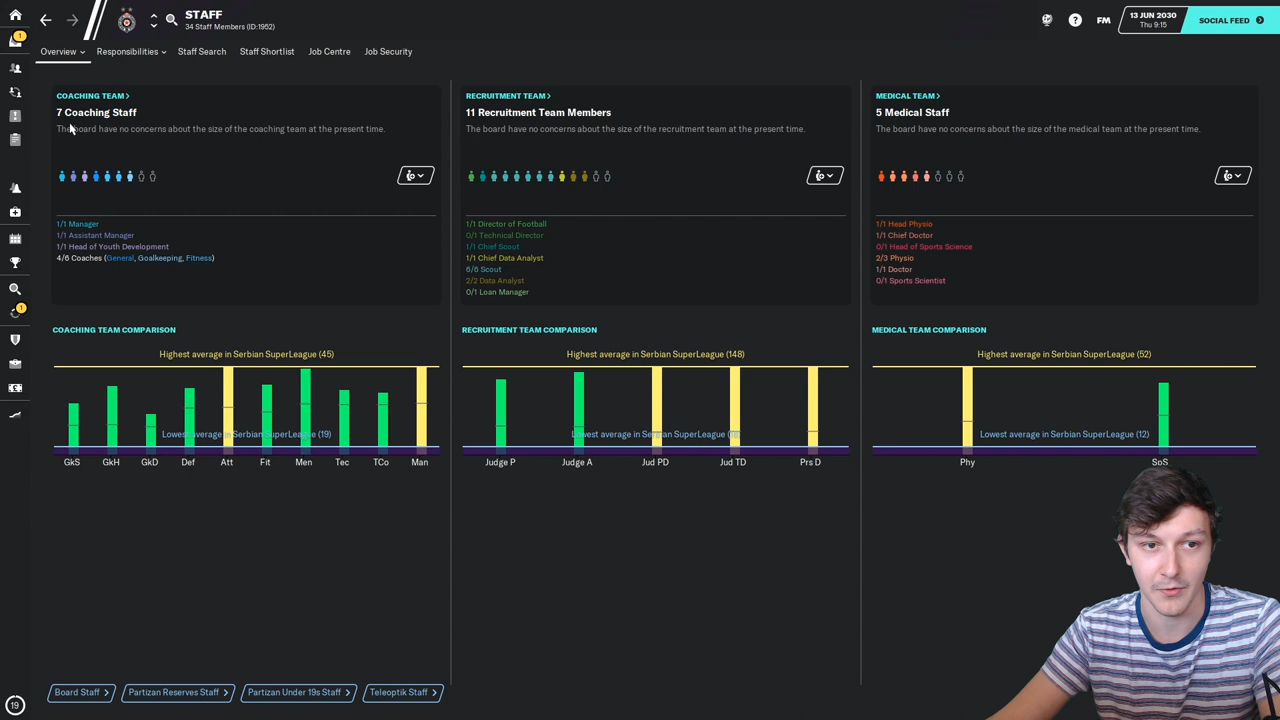 STAFF
34 Staff Members (ID:1952)
FM
13 JUN 2030
Thu 9:15
SOCIAL FEED
Overview
Responsibilities
Staff Search
Staff Shortlist
Job Centre
Job Security
1
COACHING TEAM
7 Coaching Staff
The board have no concerns about the size of the coaching team at the present time.
1/1 Manager
1/1 Assistant Manager
1/1 Head of Youth Development
4/6 Coaches (General, Goalkeeping, Fitness)
RECRUITMENT TEAM
11 Recruitment Team Members
The board have no concerns about the size of the recruitment team at the present time.
1/1 Director of Football
0/1 Technical Director
1/1 Chief Scout
1/1 Chief Data Analyst
6/6 Scout
2/2 Data Analyst
0/1 Loan Manager
MEDICAL TEAM
5 Medical Staff
The board have no concerns about the size of the medical team at the present time.
1/1 Head Physio
1/1 Chief Doctor
0/1 Head of Sports Science
2/3 Physio
1/1 Doctor
0/1 Sports Scientist
1
COACHING TEAM COMPARISON
Highest average in Serbian SuperLeague (45)
Lowest average in Serbian SuperLeague (19)
GkS GkH GkD Def Att Fit Men Tec TCo Man
RECRUITMENT TEAM COMPARISON
Highest average in Serbian SuperLeague (148)
Lowest average in Serbian SuperLeague
Judge P Judge A Jud PD Jud TD Prs D
MEDICAL TEAM COMPARISON
Highest average in Serbian SuperLeague (52)
Lowest average in Serbian SuperLeague (12)
Phy SpS
Board Staff
Partizan Reserves Staff
Partizan Under 19s Staff
Teleoptik Staff
19